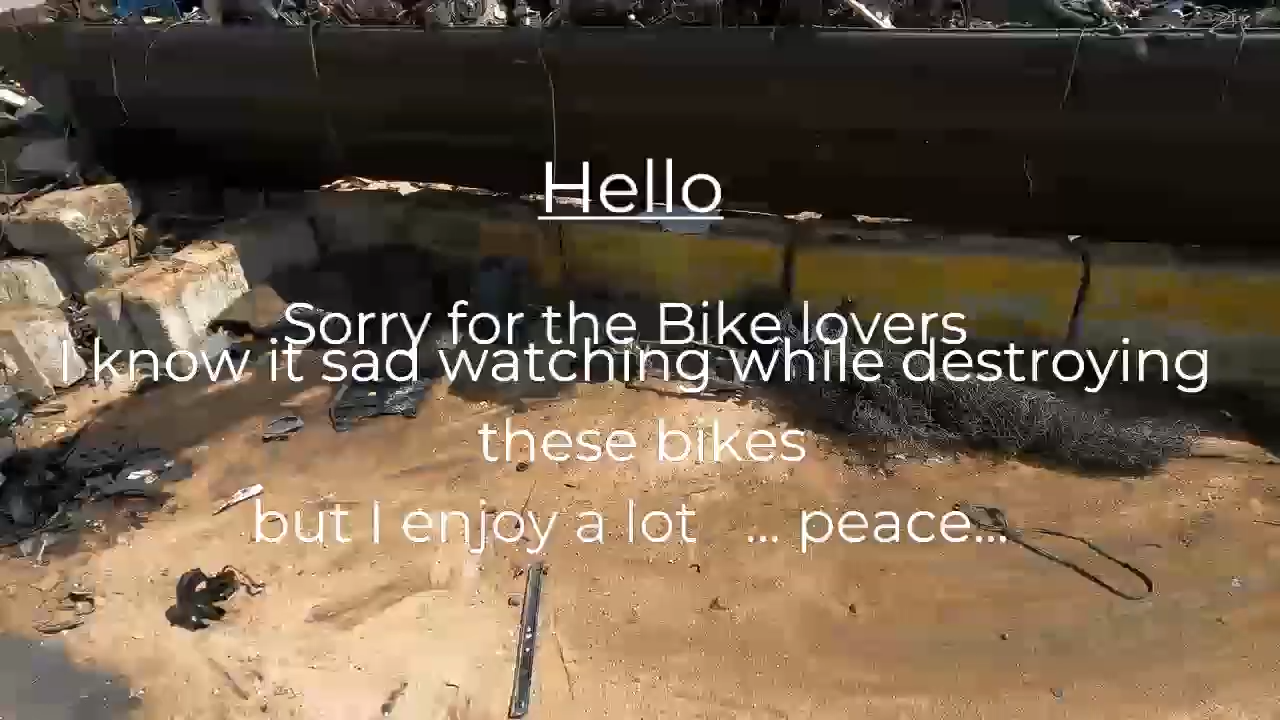 Hello
Sorry for the Bike lovers
I know it sad watching while destroying
these bikes
but I enjoy a lot ... peace...